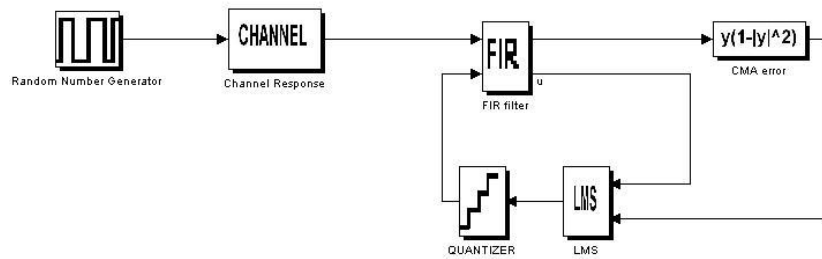 CHANNEL
FIR
y(1-|y|^2)
Random Number Generator
Channel Response
FIR filter
u
CMA error
LMS
QUANTIZER
LMS